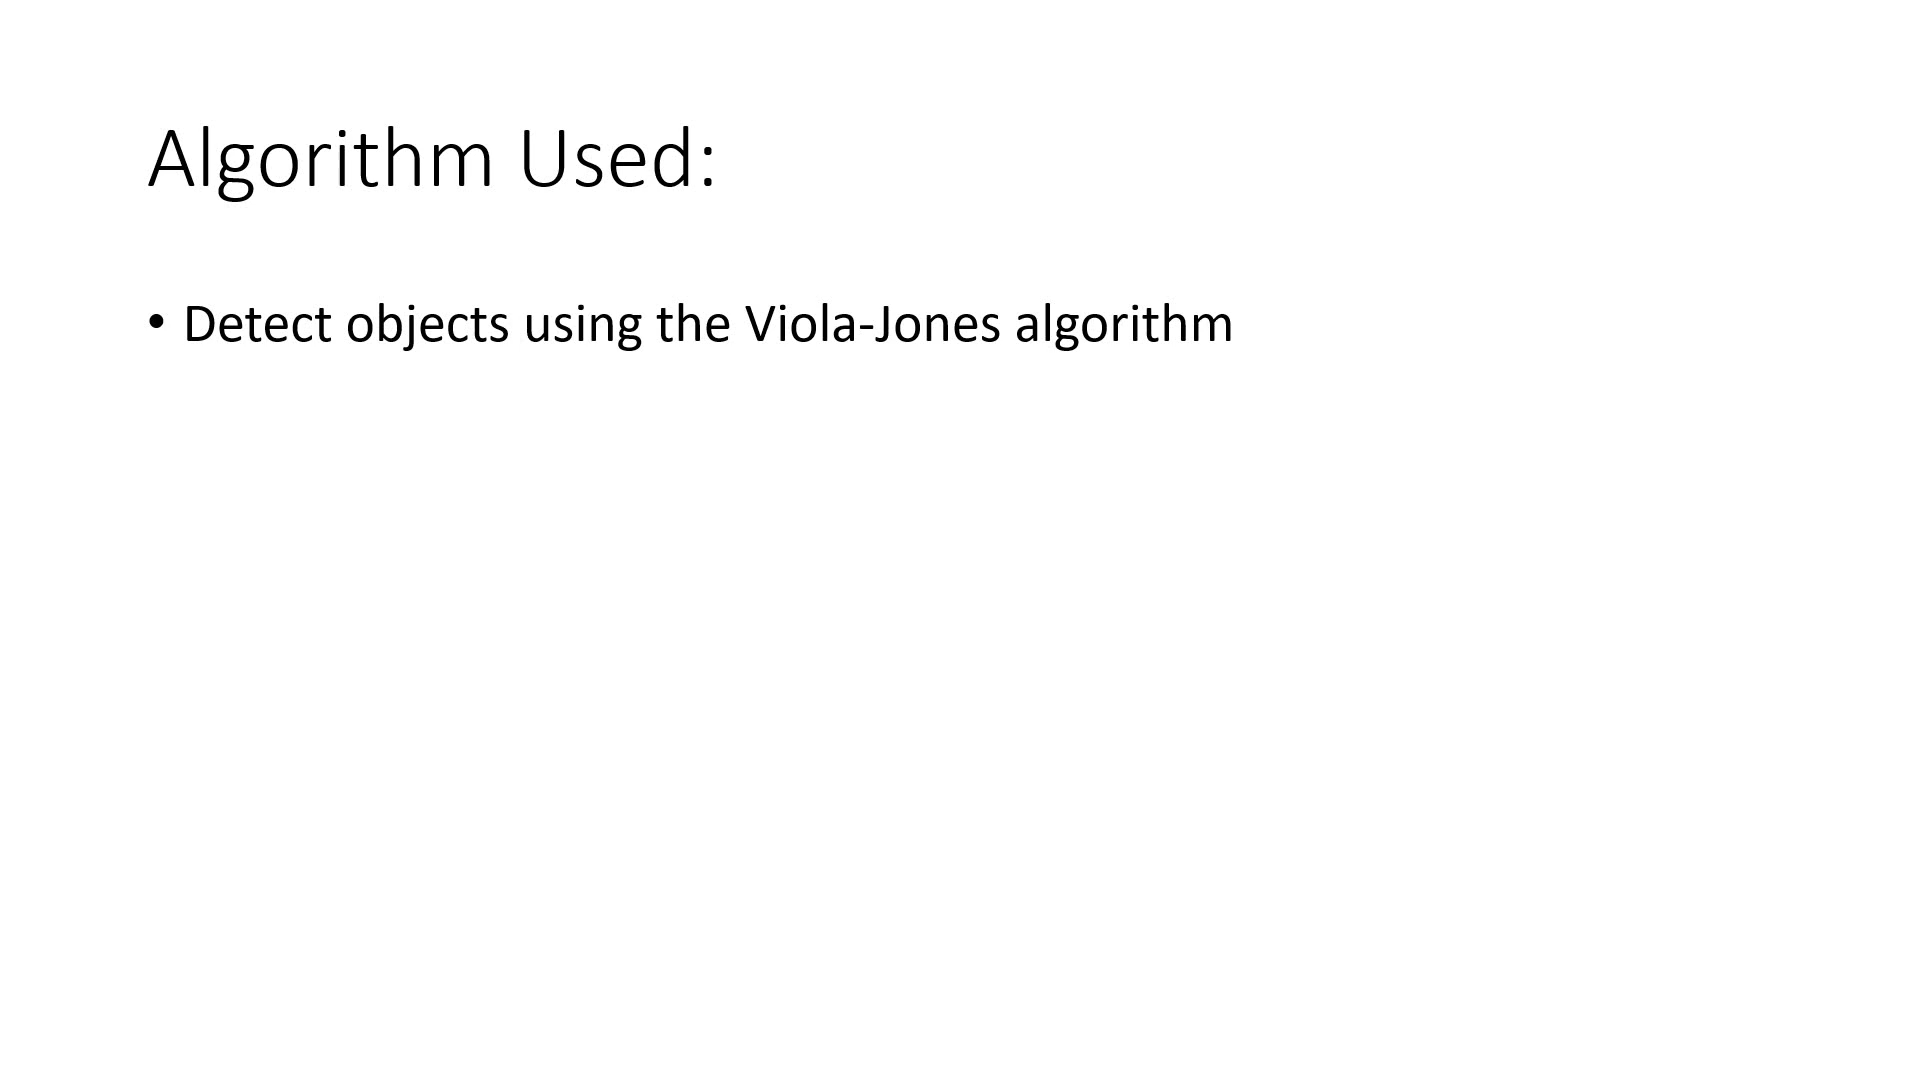 Algorithm Used:
• Detect objects using the Viola-Jones algorithm